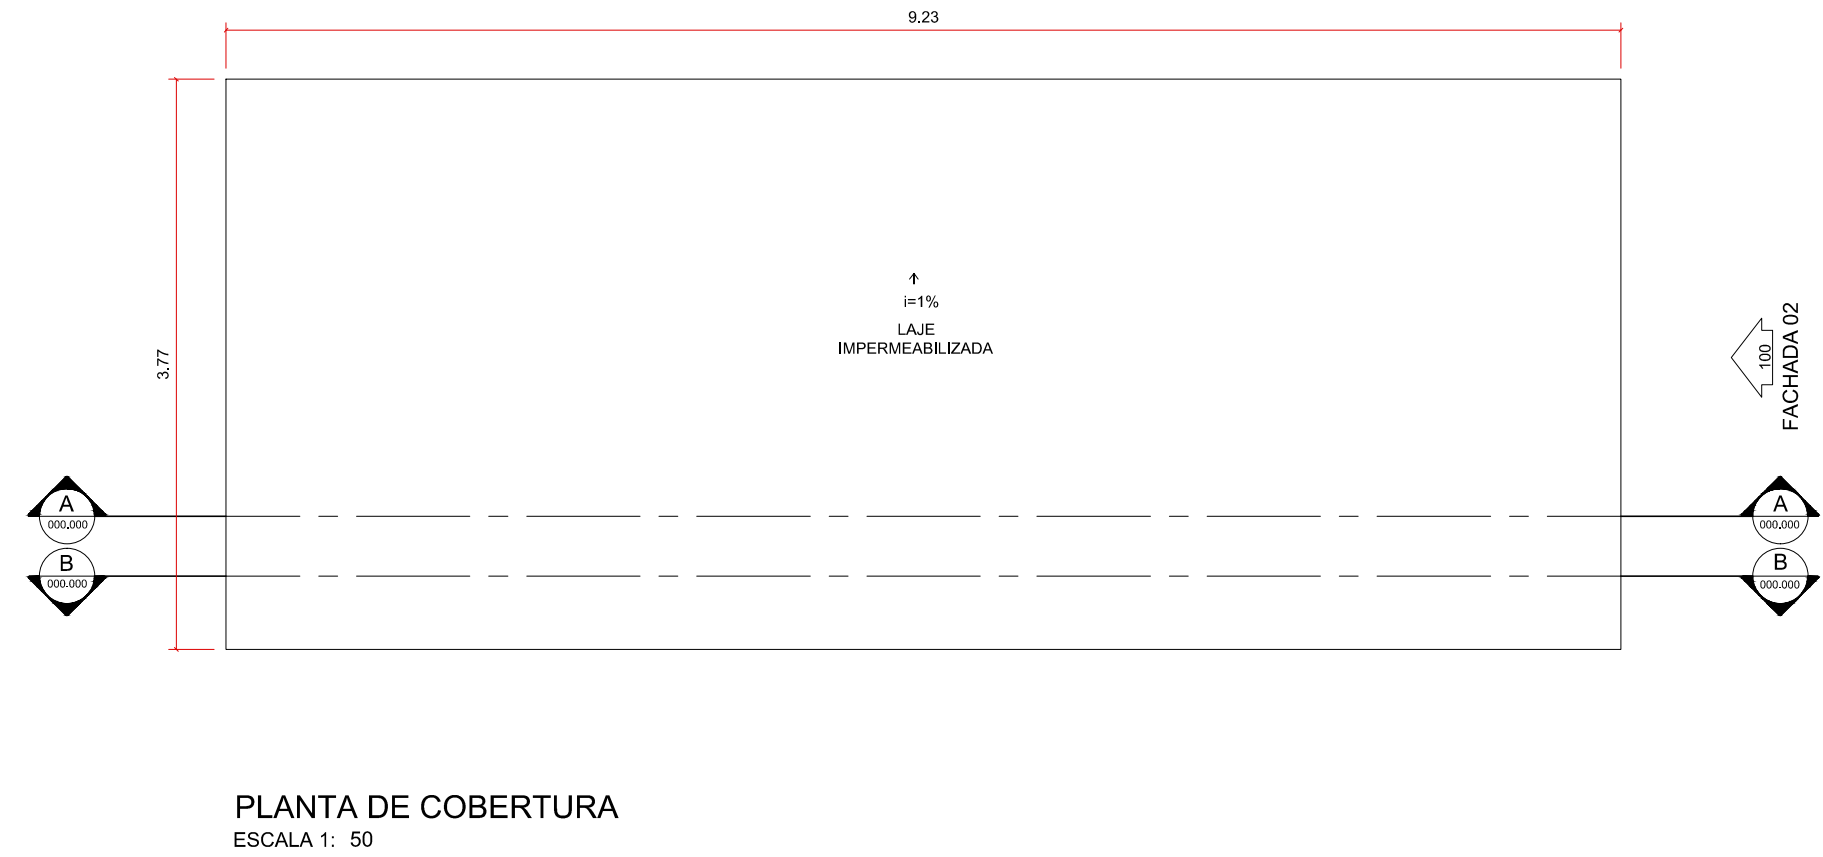 9.23
i=1%
LAJE
IMPERMEABILIZADA
3.77
100
FACHADA 02
A
000.000
A
000.000
B
000.000
B
000.000
PLANTA DE COBERTURA
ESCALA 1: 50